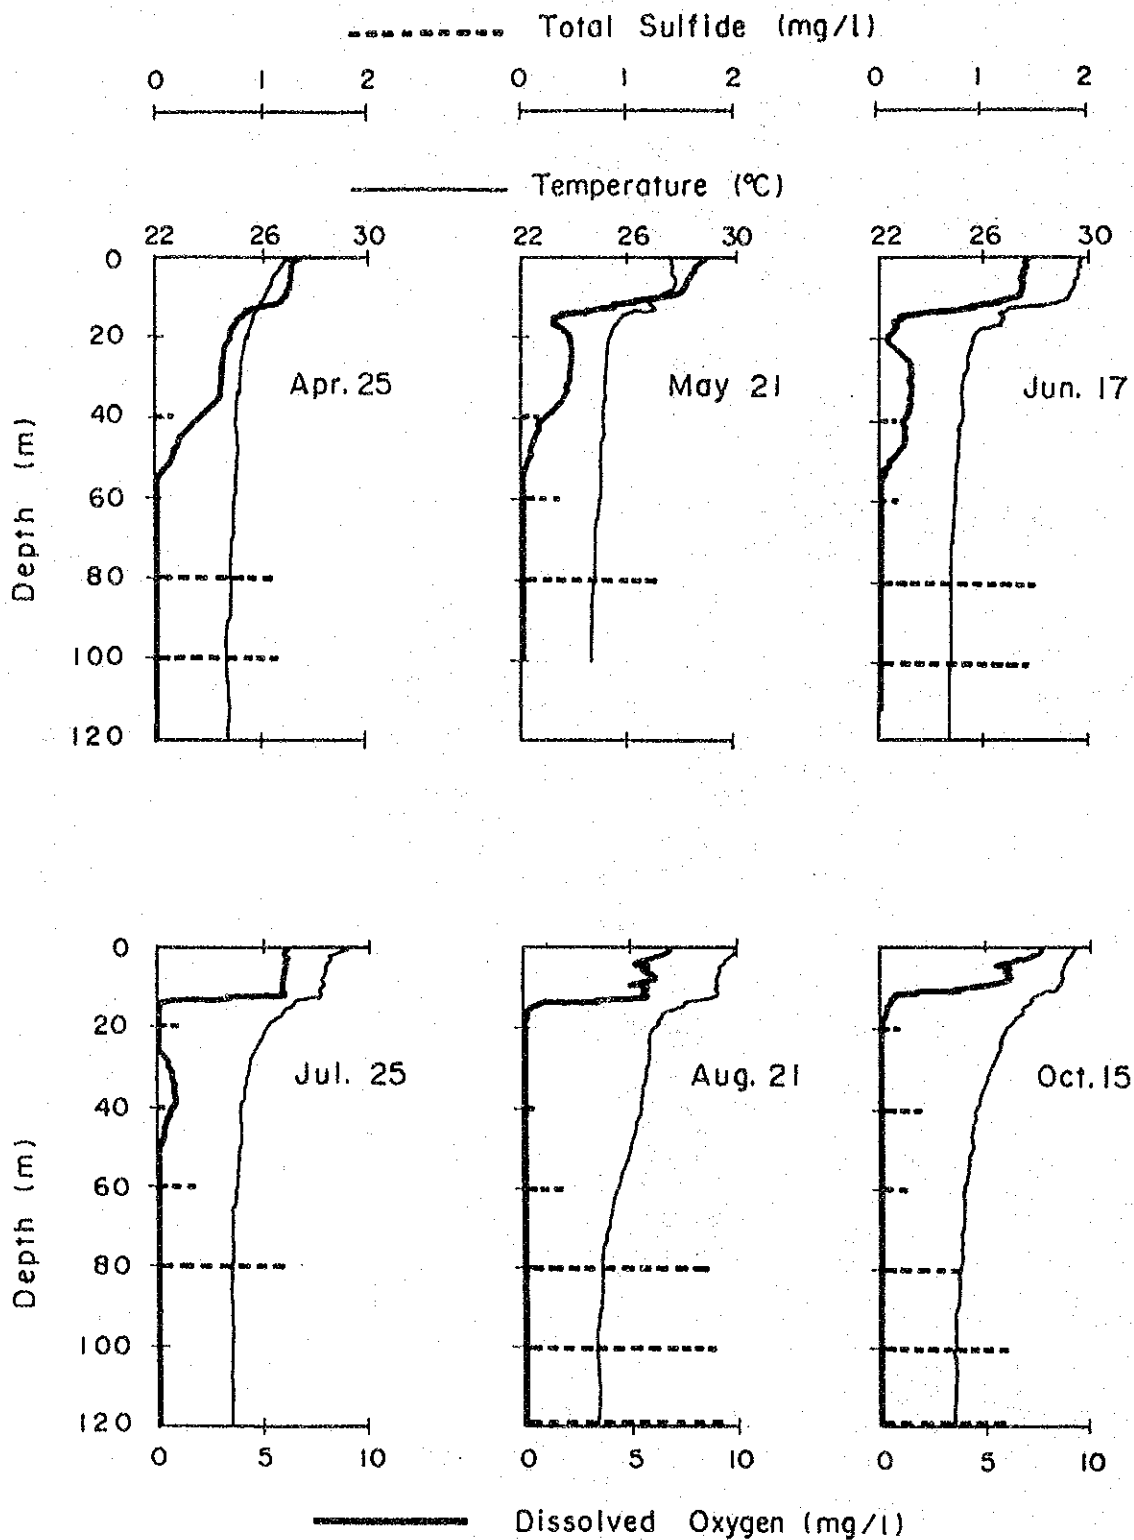 Total Sulfide (mg/l)
0 1 2 0 1 2 0 1 2
Temperature (°C)
22 26 30 22 26 30 22 26 30
0
20
Apr. 25 May 21 Jun. 17
40
Depth (m)
60
80
100
120
0
20
Jul. 25 Aug. 21 Oct. 15
40
Depth (m)
60
80
100
120
0 5 10 0 5 10 0 5 10
Dissolved Oxygen (mg/l)